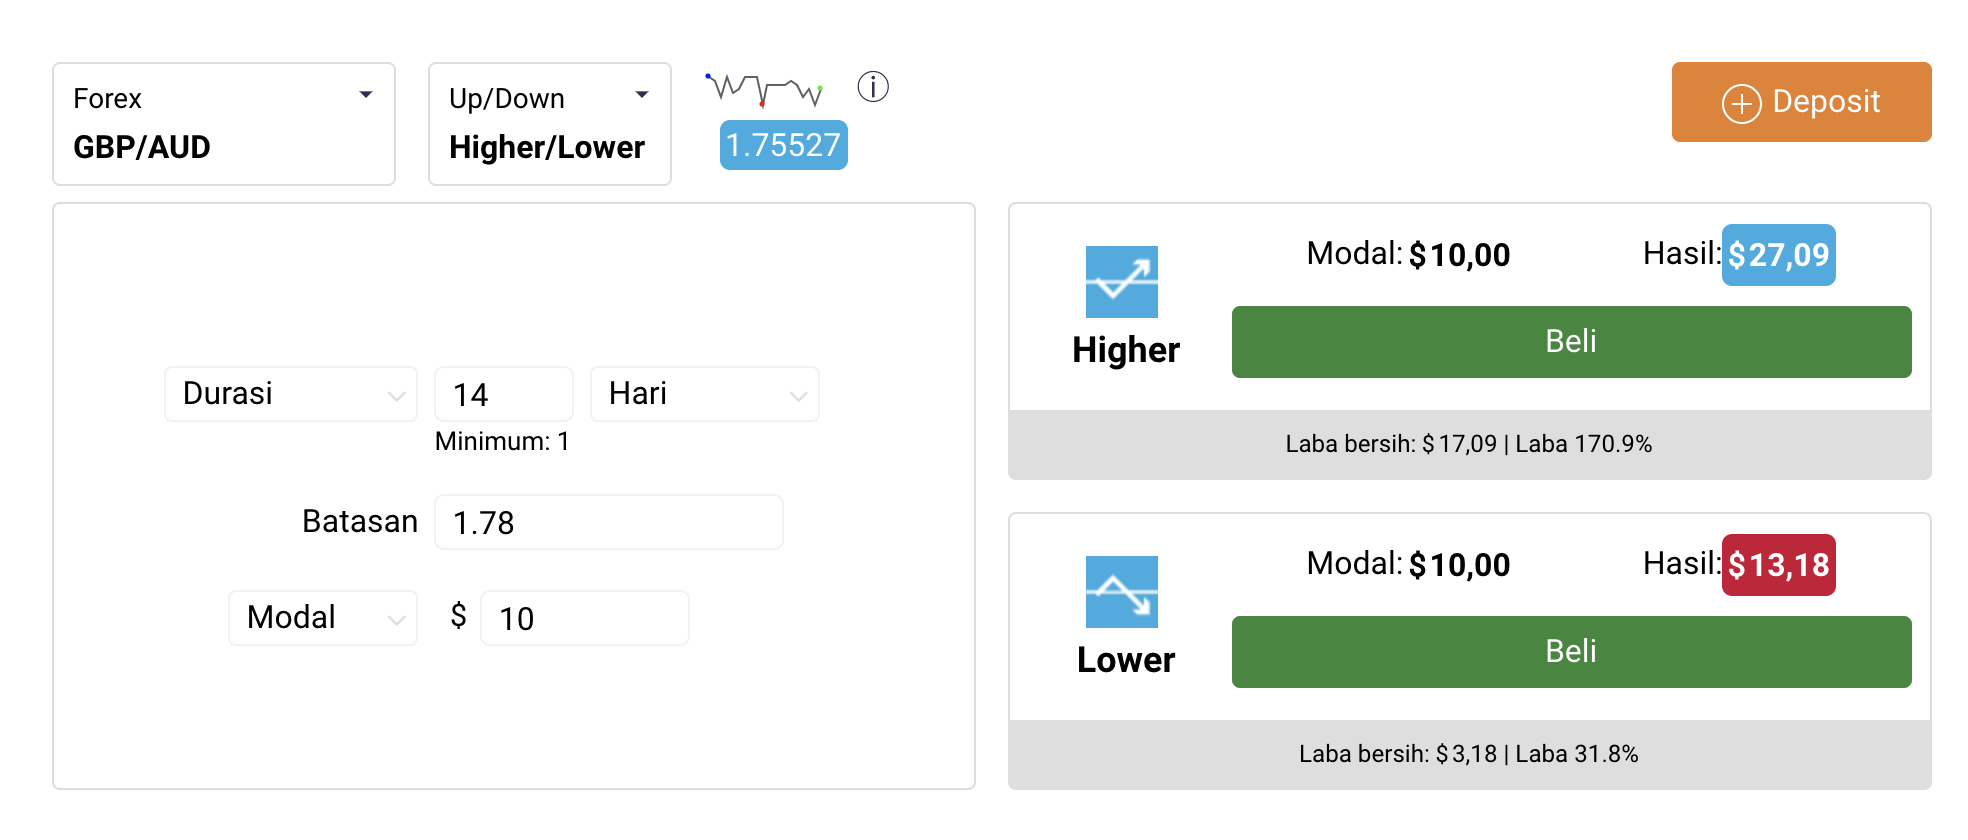 Forex
GBP/AUD
Up/Down
Higher/Lower
1.75527
Deposit
Durasi 14 Hari
Minimum: 1
Batasan 1.78
Modal $ 10
Modal: $10,00 Hasil: $27,09
Higher
Beli
Laba bersih: $17,09 | Laba 170.9%
Modal: $10,00 Hasil: $13,18
Lower
Beli
Laba bersih: $3,18 | Laba 31.8%